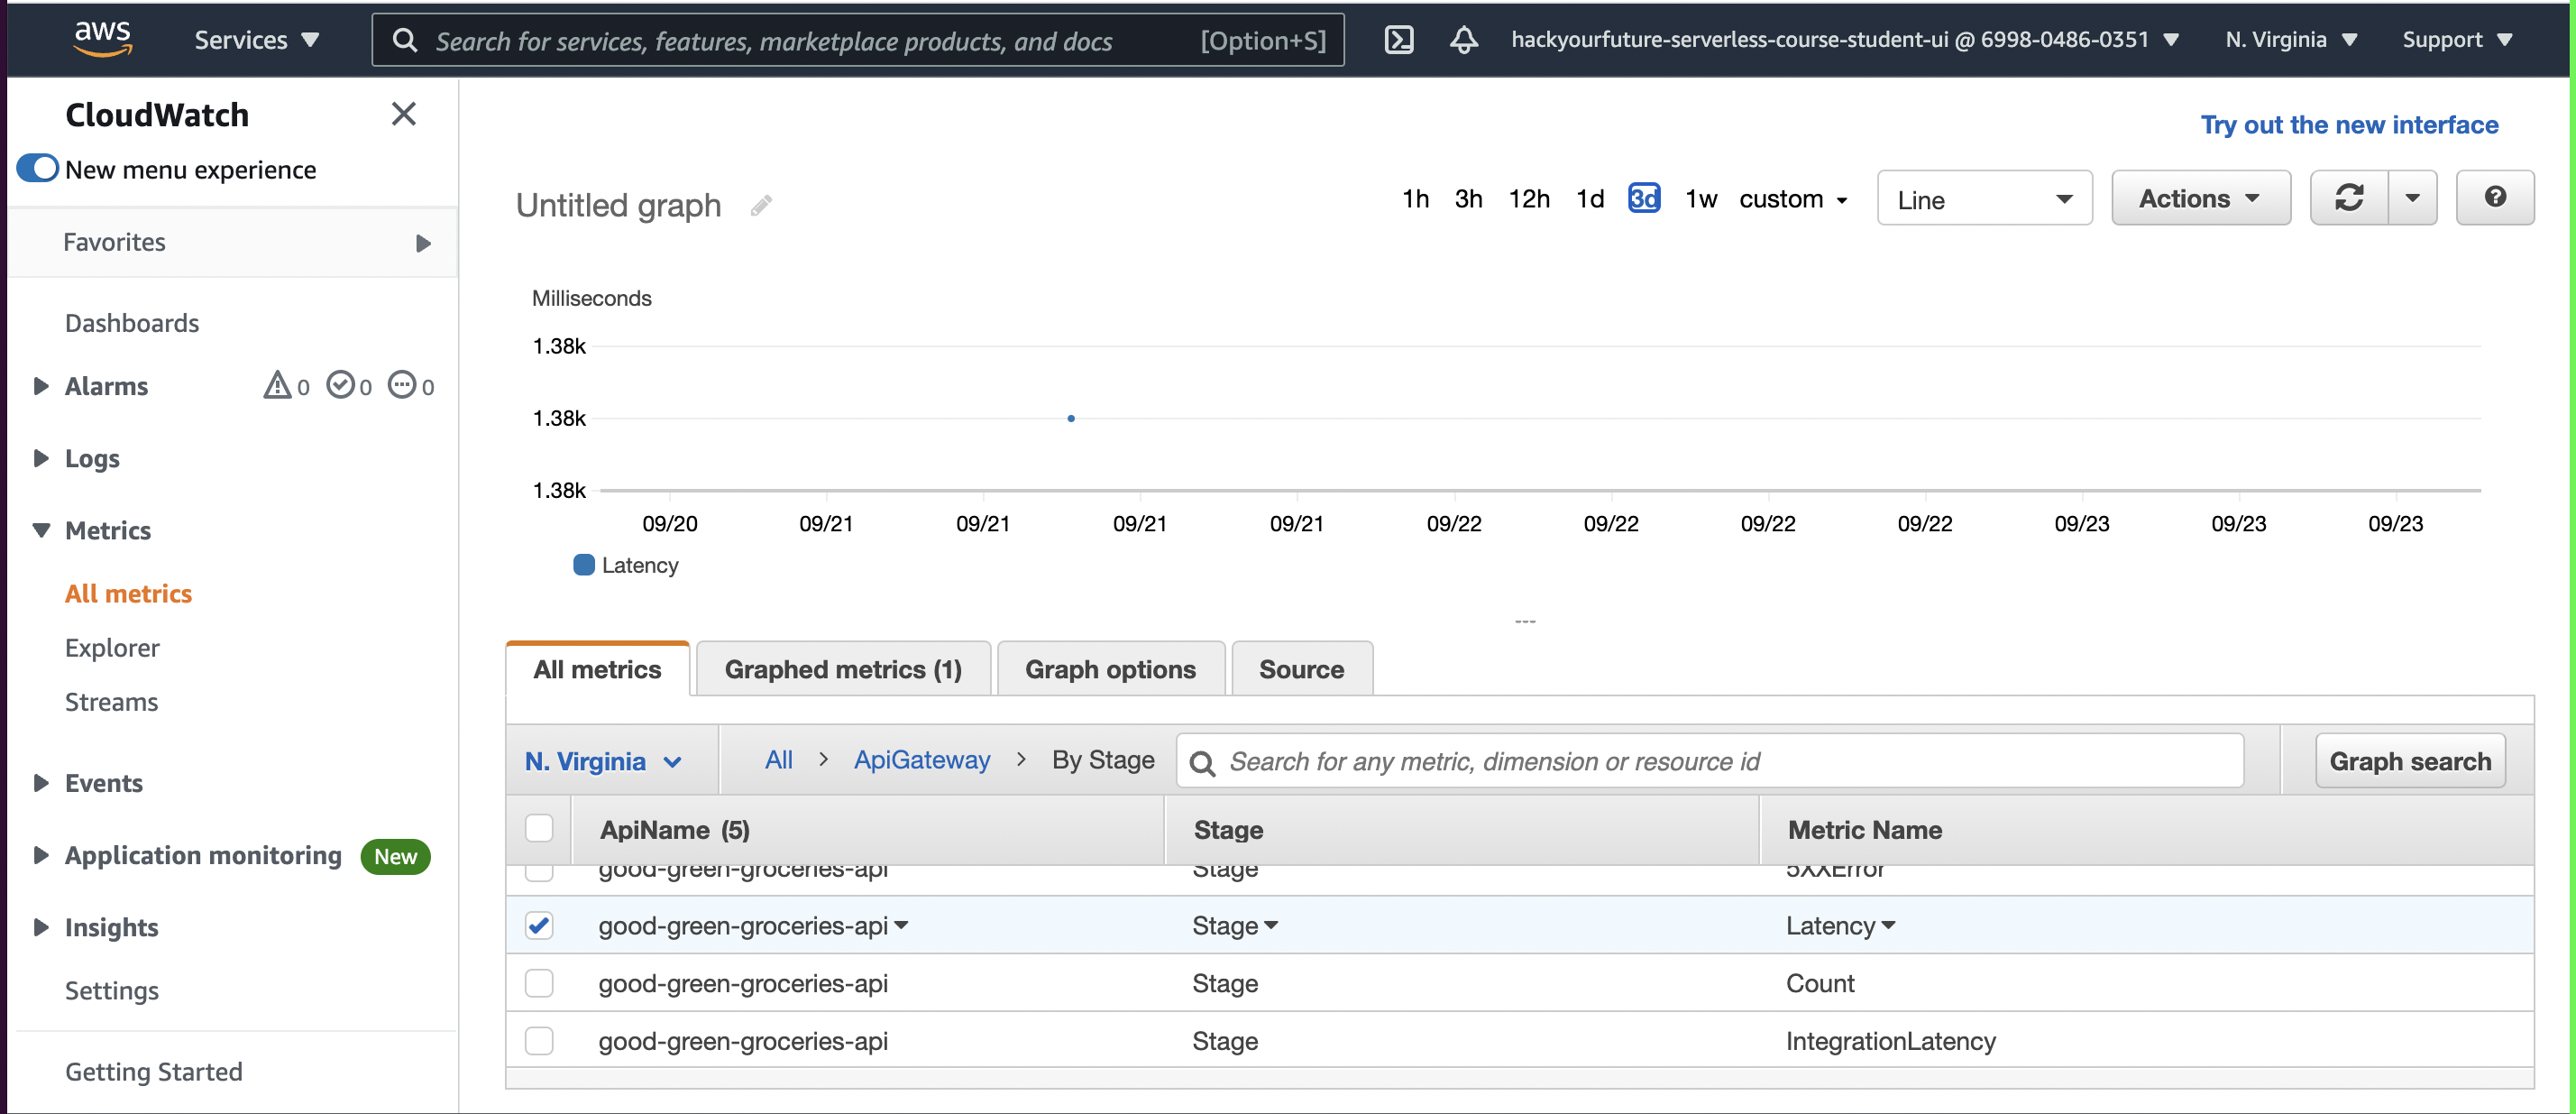 aws Services Search for services, features, marketplace products, and docs [Option+S] hackyourfuture-serverless-course-student-ui @ 6998-0486-0351 N. Virginia Support
CloudWatch
New menu experience
Favorites
Dashboards
Alarms 0 0 0
Logs
Metrics
All metrics
Explorer
Streams
Events
Application monitoring New
Insights
Settings
Getting Started
Try out the new interface
Untitled graph 1h 3h 12h 1d 3d 1w custom Line Actions ?
Milliseconds
1.38k
1.38k
1.38k
09/20 09/21 09/21 09/21 09/21 09/22 09/22 09/22 09/22 09/23 09/23 09/23
Latency
All metrics Graphed metrics (1) Graph options Source
N. Virginia All > ApiGateway > By Stage Search for any metric, dimension or resource id Graph search
ApiName (5) Stage Metric Name
good-green-groceries-api Stage 5XXError
good-green-groceries-api Stage Latency
good-green-groceries-api Stage Count
good-green-groceries-api Stage IntegrationLatency